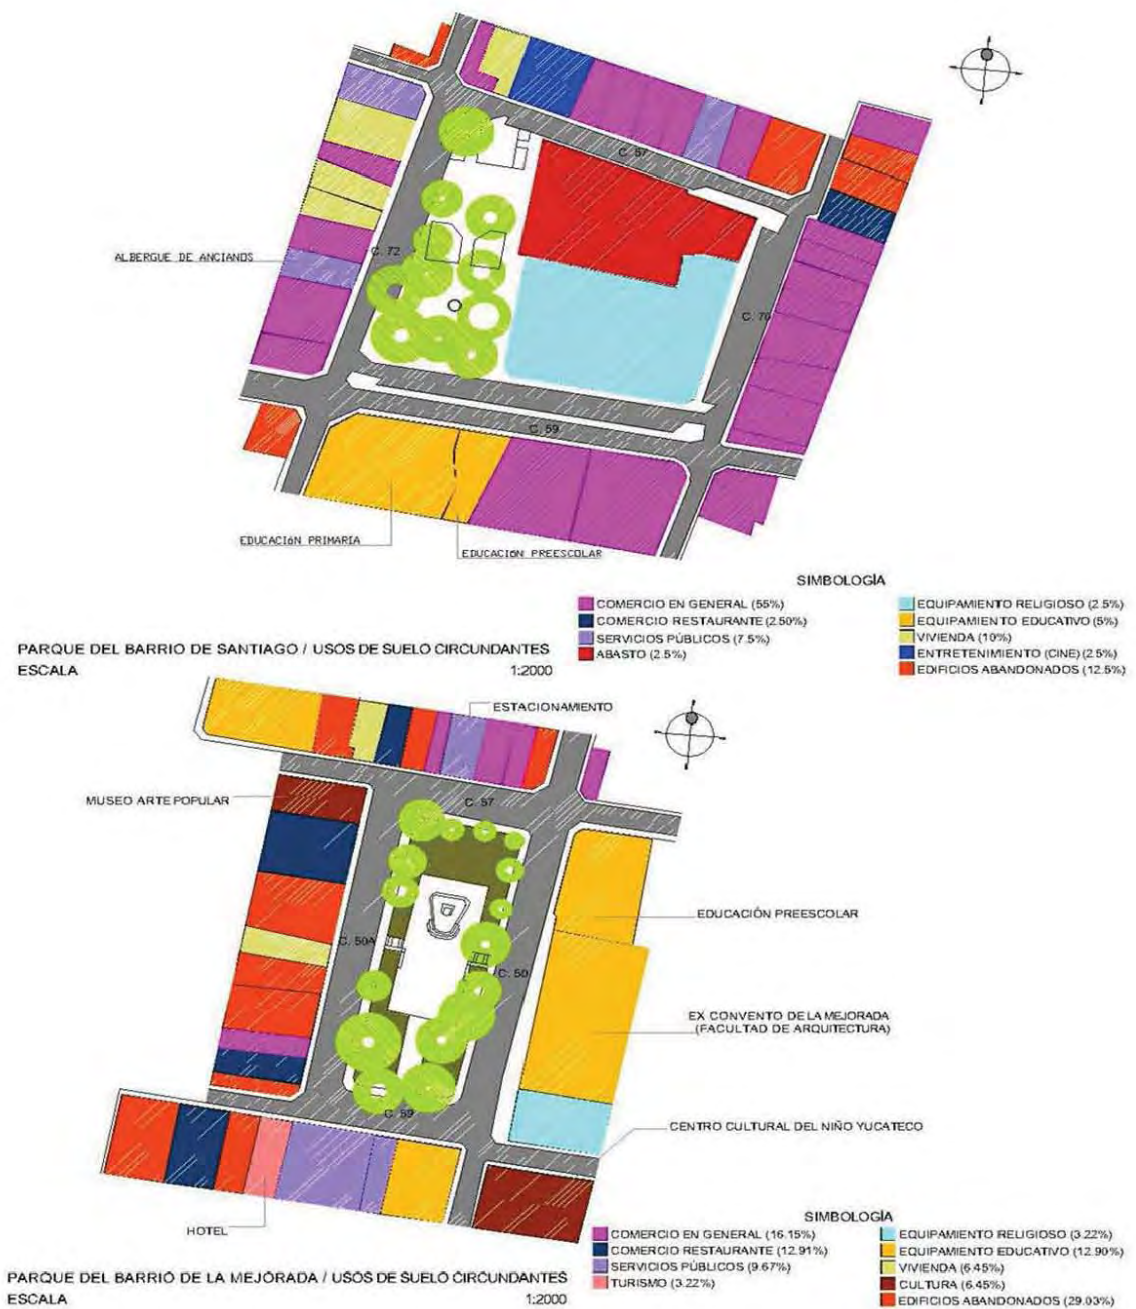 C. 57
C. 72
ALBERGUE DE ANCIANOS
C. 70
C. 59
EDUCACIÓN PRIMARIA
EDUCACIÓN PREESCOLAR
SIMBOLOGÍA
COMERCIO EN GENERAL (55%)
COMERCIO RESTAURANTE (2.50%)
SERVICIOS PÚBLICOS (7.5%)
ABASTO (2.5%)
EQUIPAMIENTO RELIGIOSO (2.5%)
EQUIPAMIENTO EDUCATIVO (5%)
VIVIENDA (10%)
ENTRETENIMIENTO (CINE) (2.5%)
EDIFICIOS ABANDONADOS (12.5%)
PARQUE DEL BARRIO DE SANTIAGO / USOS DE SUELO CIRCUNDANTES
ESCALA 1:2000
ESTACIONAMIENTO
MUSEO ARTE POPULAR
C. 57
EDUCACIÓN PREESCOLAR
C. 50A
C. 50
EX CONVENTO DE LA MEJORADA
(FACULTAD DE ARQUITECTURA)
C. 59
CENTRO CULTURAL DEL NIÑO YUCATECO
HOTEL
SIMBOLOGÍA
COMERCIO EN GENERAL (16.15%)
COMERCIO RESTAURANTE (12.91%)
SERVICIOS PÚBLICOS (9.67%)
TURISMO (3.22%)
EQUIPAMIENTO RELIGIOSO (3.22%)
EQUIPAMIENTO EDUCATIVO (12.90%)
VIVIENDA (6.45%)
CULTURA (6.45%)
EDIFICIOS ABANDONADOS (29.03%)
PARQUE DEL BARRIO DE LA MEJORADA / USOS DE SUELO CIRCUNDANTES
ESCALA 1:2000